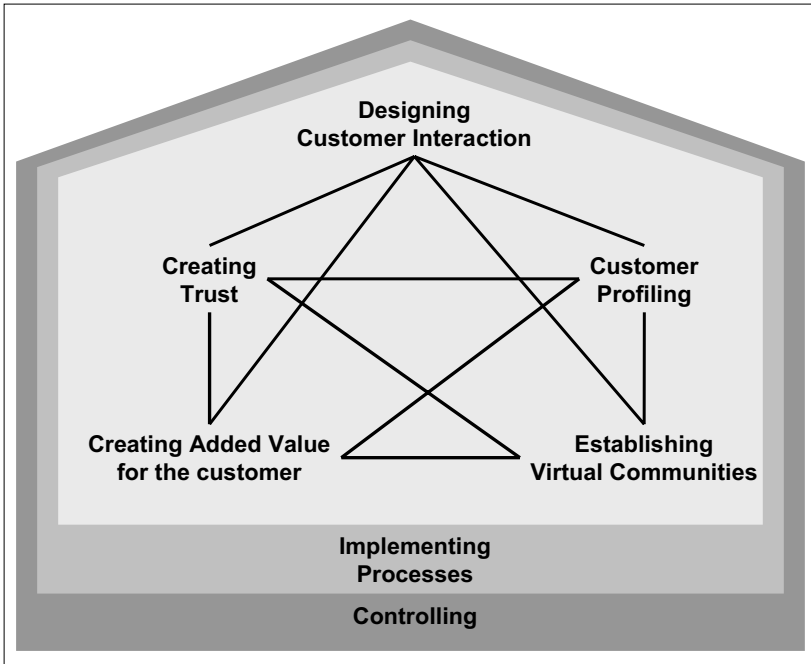 Designing
Customer Interaction
Creating
Trust
Customer
Profiling
Creating Added Value
for the customer
Establishing
Virtual Communities
Implementing
Processes
Controlling